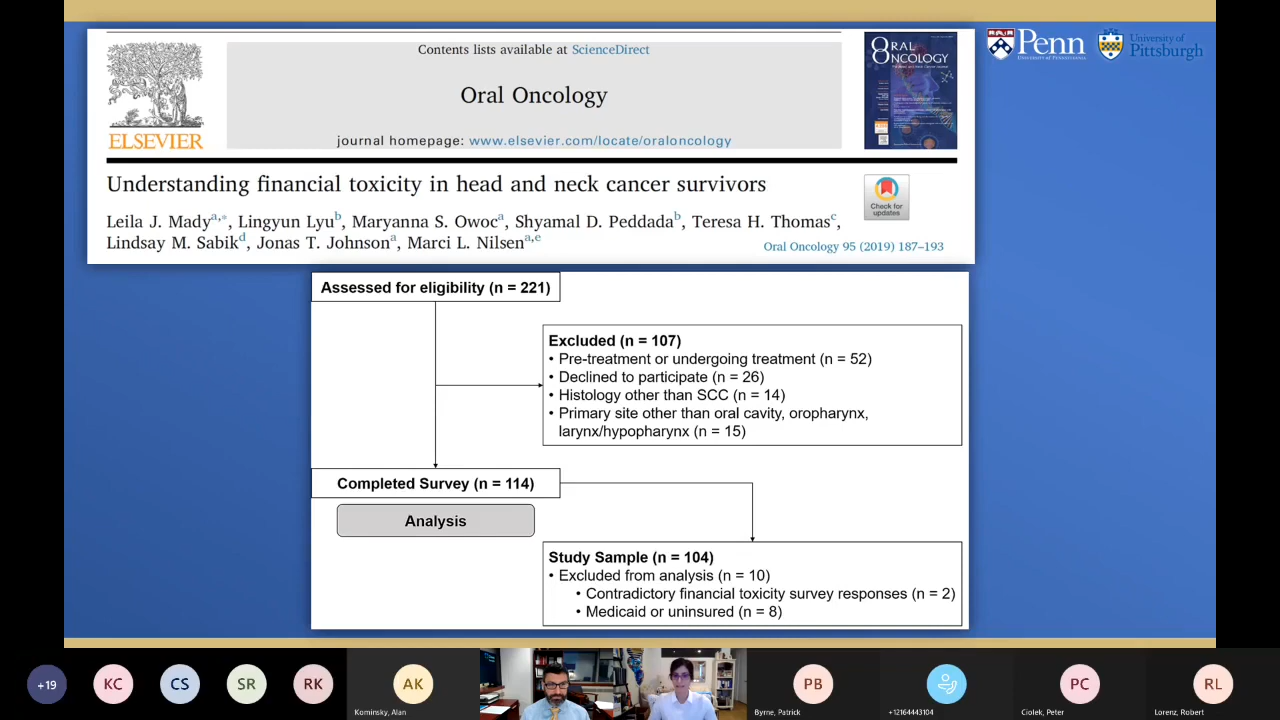 Contents lists available at ScienceDirect
Oral Oncology
journal homepage: www.elsevier.com/locate/oraloncology
ELSEVIER
ORAL
ONCOLOGY
Penn
UNIVERSITY OF PENNSYLVANIA
University of
Pittsburgh
Understanding financial toxicity in head and neck cancer survivors
Check for
updates
Leila J. Mady a,*, Lingyun Lyu b, Maryanna S. Owoc a, Shyamal D. Peddada b, Teresa H. Thomas c,
Lindsay M. Sabik d, Jonas T. Johnson a, Marci L. Nilsen a,e
Oral Oncology 95 (2019) 187–193
Assessed for eligibility (n = 221)
Excluded (n = 107)
• Pre-treatment or undergoing treatment (n = 52)
• Declined to participate (n = 26)
• Histology other than SCC (n = 14)
• Primary site other than oral cavity, oropharynx,
larynx/hypopharynx (n = 15)
Completed Survey (n = 114)
Analysis
Study Sample (n = 104)
• Excluded from analysis (n = 10)
• Contradictory financial toxicity survey responses (n = 2)
• Medicaid or uninsured (n = 8)
+19
KC
CS
SR
RK
AK
Kominsky, Alan
PB
Byrne, Patrick
+12164443104
PC
Ciolek, Peter
RL
Lorenz, Robert